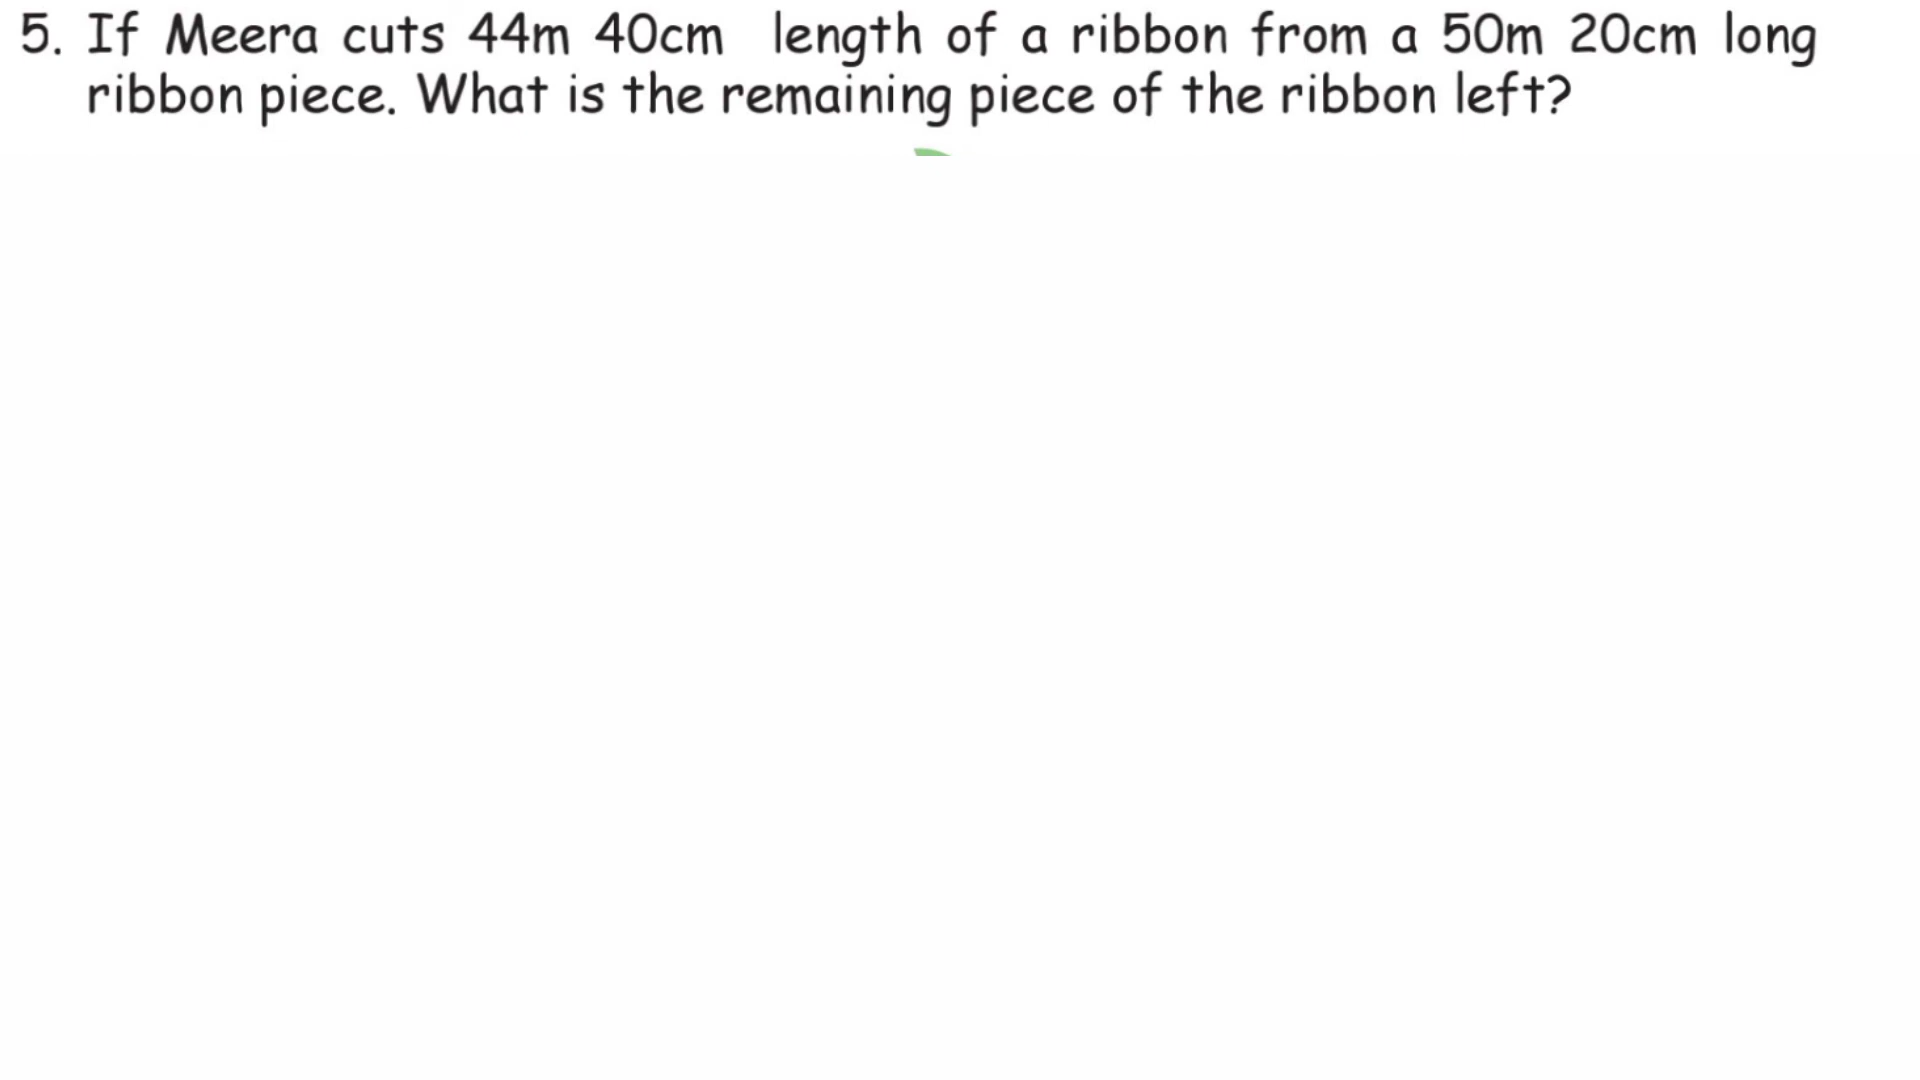 5. If Meera cuts 44m 40cm length of a ribbon from a 50m 20cm long
ribbon piece. What is the remaining piece of the ribbon left?